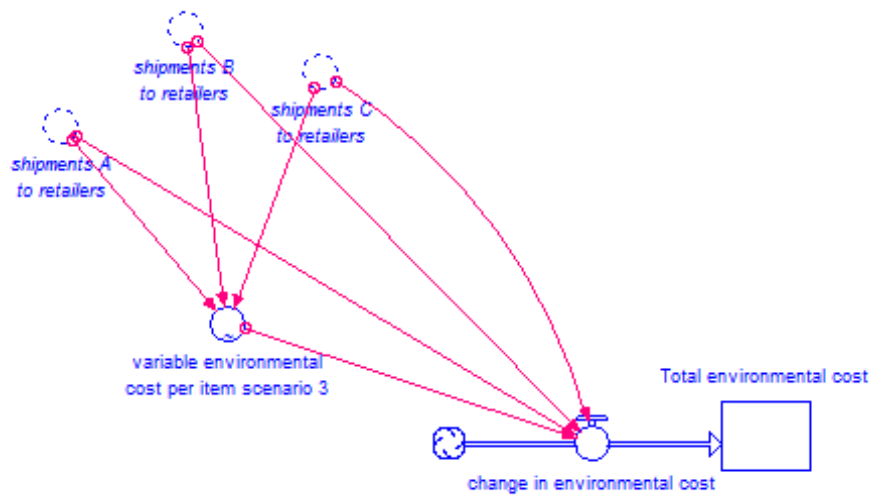 shipments B
to retailers
shipments C
to retailers
shipments A
to retailers
variable environmental
cost per item scenario 3
Total environmental cost
change in environmental cost